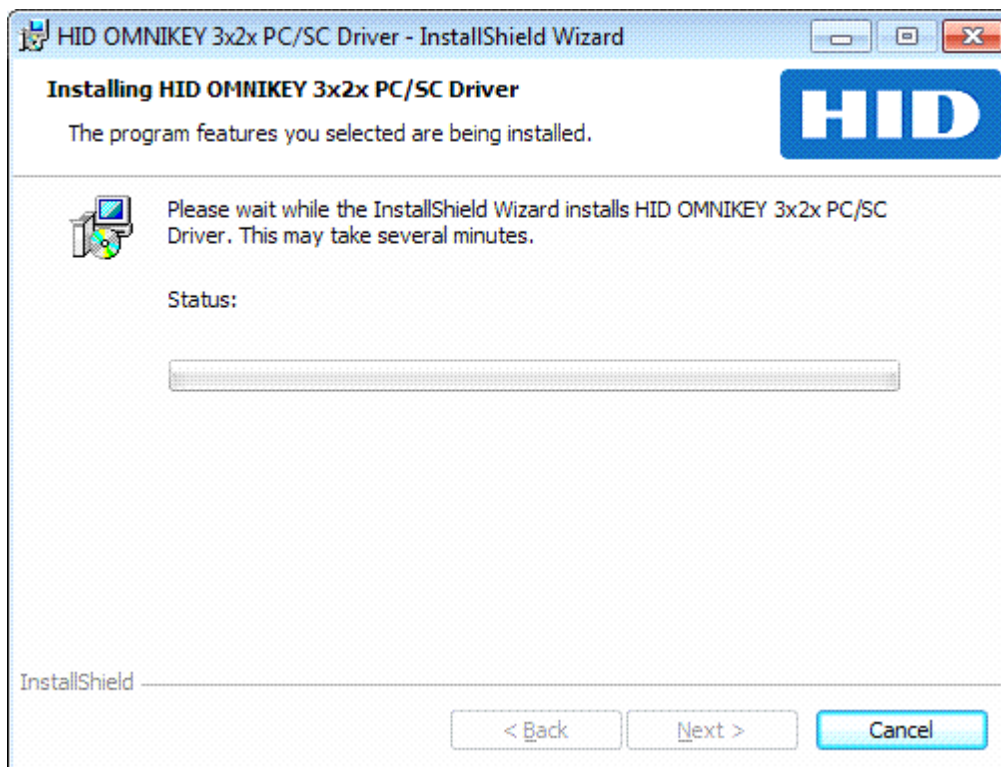 HID OMNIKEY 3x2x PC/SC Driver - InstallShield Wizard
Installing HID OMNIKEY 3x2x PC/SC Driver
The program features you selected are being installed.
HID
Please wait while the InstallShield Wizard installs HID OMNIKEY 3x2x PC/SC
Driver. This may take several minutes.
Status:
InstallShield
< Back
Next >
Cancel